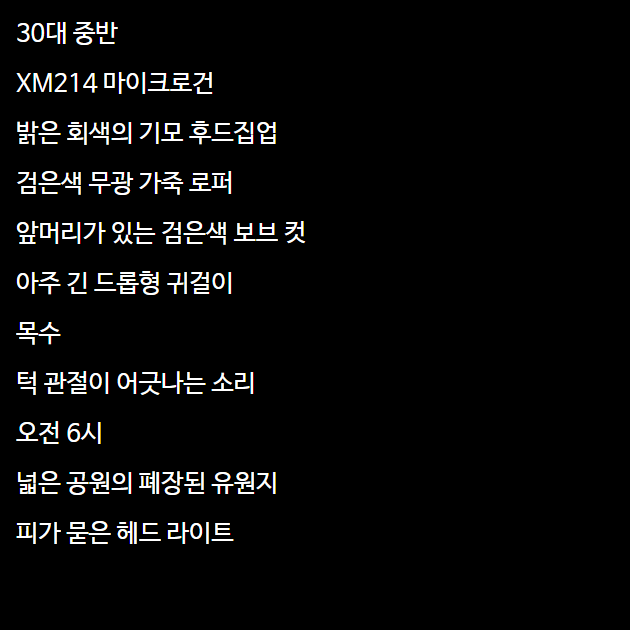 30대 중반
XM214 마이크로건
밝은 회색의 기모 후드집업
검은색 무광 가죽 로퍼
앞머리가 있는 검은색 보브 컷
아주 긴 드롭형 귀걸이
목수
턱 관절이 어긋나는 소리
오전 6시
넓은 공원의 폐장된 유원지
피가 묻은 헤드 라이트